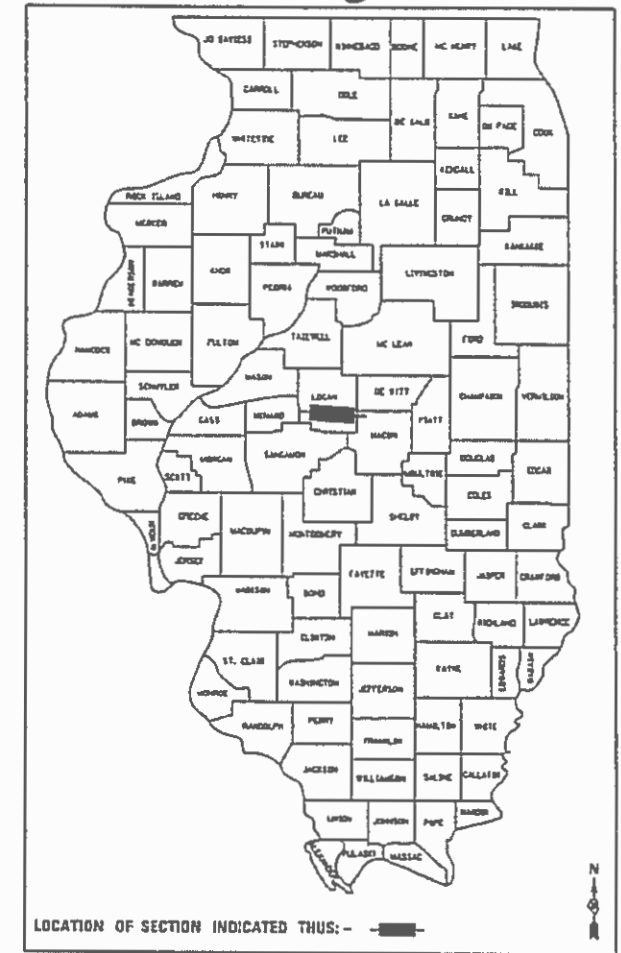 JO DAVIESS STEPHENSON WINNEBAGO BOONE MC HENRY LAKE
CARROLL OGLE DE KALB KANE DU PAGE COOK
WHITESIDE LEE KENDALL WILL
ROCK ISLAND HENRY BUREAU LA SALLE GRUNDY
MERCER PUTNAM KANKAKEE
STARK MARSHALL LIVINGSTON
HENDERSON WARREN KNOX PEORIA WOODFORD IROQUOIS
HANCOCK MC DONOUGH FULTON TAZEWELL MC LEAN FORD
SCHUYLER MASON LOGAN DE WITT CHAMPAIGN VERMILION
ADAMS BROWN CASS MENARD MACON PIATT
PIKE SCOTT MORGAN SANGAMON MOULTRIE DOUGLAS EDGAR
CHRISTIAN COLES
GREENE MACOUPIN MONTGOMERY SHELBY CUMBERLAND CLARK
JERSEY FAYETTE EFFINGHAM JASPER CRAWFORD
MADISON BOND CLAY RICHLAND LAWRENCE
CLINTON MARION
ST. CLAIR WAYNE EDWARDS WABASH
MONROE WASHINGTON JEFFERSON
RANDOLPH PERRY HAMILTON WHITE
FRANKLIN
JACKSON WILLIAMSON SALINE GALLATIN
UNION JOHNSON POPE HARDIN
PULASKI MASSAC
N
LOCATION OF SECTION INDICATED THUS: -